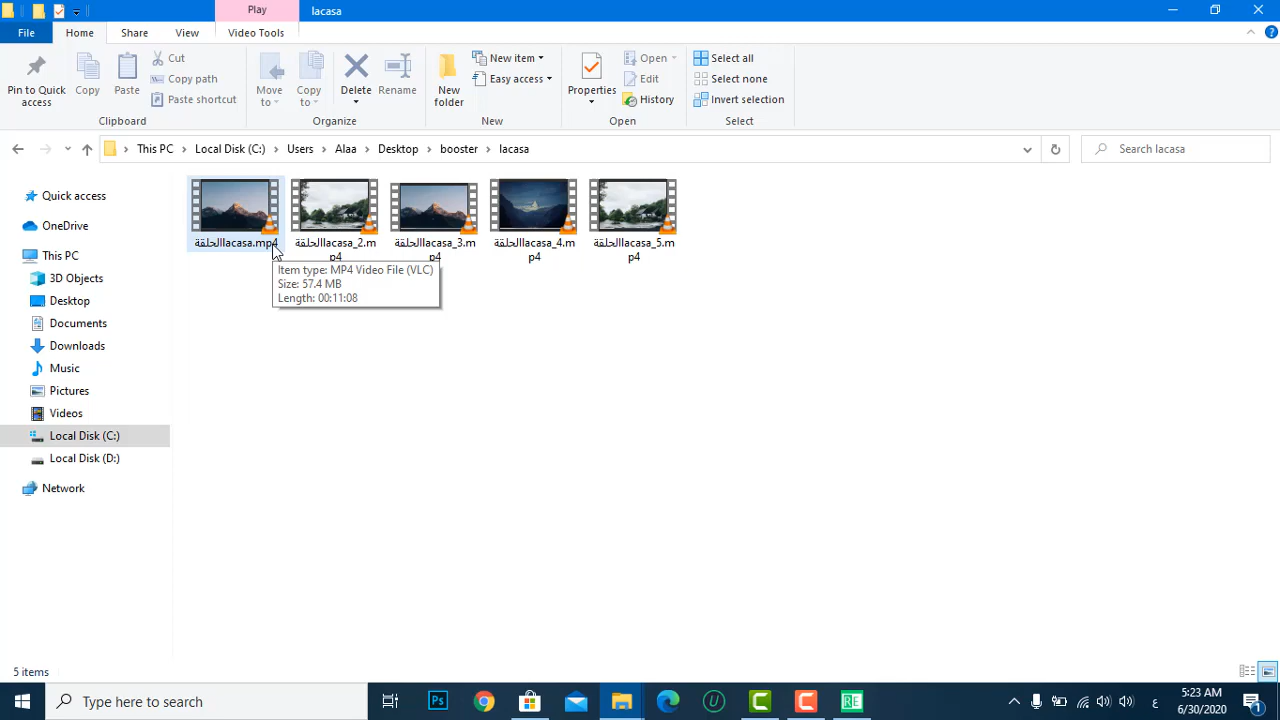 Play
lacasa
File
Home
Share
View
Video Tools
Pin to Quick access
Copy
Paste
Cut
Copy path
Paste shortcut
Clipboard
Move to
Copy to
Delete
Rename
Organize
New folder
New item
Easy access
New
Properties
Open
Edit
History
Open
Select all
Select none
Invert selection
Select
This PC
Local Disk (C:)
Users
Alaa
Desktop
booster
lacasa
Search lacasa
Quick access
OneDrive
This PC
3D Objects
Desktop
Documents
Downloads
Music
Pictures
Videos
Local Disk (C:)
Local Disk (D:)
Network
الحلقةlacasa.mp4
الحلقةlacasa_2.mp4
الحلقةlacasa_3.mp4
الحلقةlacasa_4.mp4
الحلقةlacasa_5.mp4
Item type: MP4 Video File (VLC)
Size: 57.4 MB
Length: 00:11:08
5 items
Type here to search
Ps
U
C
C
RE
ع
5:23 AM
6/30/2020
1